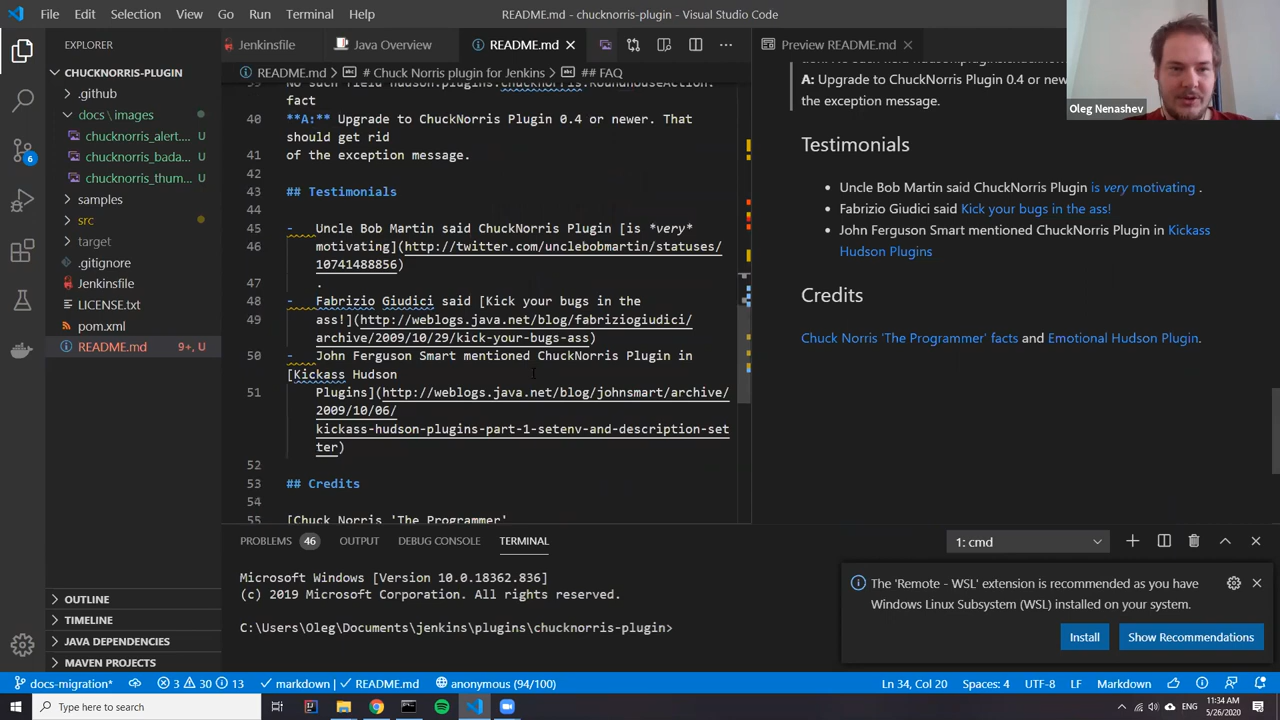 File Edit Selection View Go Run Terminal Help
README.md - chucknorris-plugin - Visual Studio Code
EXPLORER
CHUCKNORRIS-PLUGIN
.github
docs \ images
chucknorris_alert....
U
chucknorris_bada...
U
chucknorris_thum...
U
samples
src
target
.gitignore
Jenkinsfile
LICENSE.txt
pom.xml
README.md
9+, U
OUTLINE
TIMELINE
JAVA DEPENDENCIES
MAVEN PROJECTS
6
Jenkinsfile
Java Overview
README.md
README.md > # Chuck Norris plugin for Jenkins > ## FAQ
39 No such field hudson.plugins.chucknorris.RoundhouseAction.
fact
40 **A:** Upgrade to ChuckNorris Plugin 0.4 or newer. That
should get rid
41 of the exception message.
42
43 ## Testimonials
44
45 - Uncle Bob Martin said ChuckNorris Plugin [is *very*
46 motivating](http://twitter.com/unclebobmartin/statuses/
10741488856)
47 .
48 - Fabrizio Giudici said [Kick your bugs in the
49 ass!](http://weblogs.java.net/blog/fabriziogiudici/
archive/2009/10/29/kick-your-bugs-ass)
50 - John Ferguson Smart mentioned ChuckNorris Plugin in
[Kickass Hudson
51 Plugins](http://weblogs.java.net/blog/johnsmart/archive/
2009/10/06/
kickass-hudson-plugins-part-1-setenv-and-description-set
ter)
52
53 ## Credits
54
55 [Chuck Norris 'The Programmer'
Preview README.md
A: Upgrade to ChuckNorris Plugin 0.4 or new
the exception message.
Testimonials
Uncle Bob Martin said ChuckNorris Plugin is very motivating .
Fabrizio Giudici said Kick your bugs in the ass!
John Ferguson Smart mentioned ChuckNorris Plugin in Kickass
Hudson Plugins
Credits
Chuck Norris 'The Programmer' facts and Emotional Hudson Plugin.
Oleg Nenashev
PROBLEMS 46 OUTPUT DEBUG CONSOLE TERMINAL
1: cmd
Microsoft Windows [Version 10.0.18362.836]
(c) 2019 Microsoft Corporation. All rights reserved.
C:\Users\Oleg\Documents\jenkins\plugins\chucknorris-plugin>
The 'Remote - WSL' extension is recommended as you have
Windows Linux Subsystem (WSL) installed on your system.
Install
Show Recommendations
docs-migration* 3 30 13 markdown | README.md anonymous (94/100)
Ln 34, Col 20 Spaces: 4 UTF-8 LF Markdown
Type here to search
11:34 AM
5/26/2020